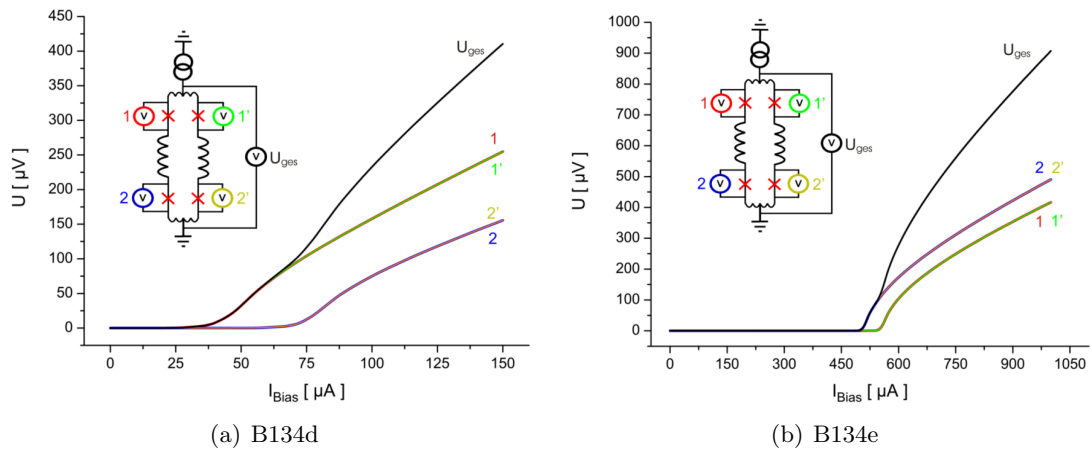 450
400
350
300
250
200
150
100
50
0
U [ µV ]
0 25 50 75 100 125 150
I_Bias [ µA ]
U_ges
1
1'
2'
2
1 V V 1'
V U_ges
2 V V 2'
(a) B134d
1000
900
800
700
600
500
400
300
200
100
0
U [ µV ]
0 150 300 450 600 750 900 1050
I_Bias [ µA ]
U_ges
2 2'
1 1'
1 V V 1'
V U_ges
2 V V 2'
(b) B134e